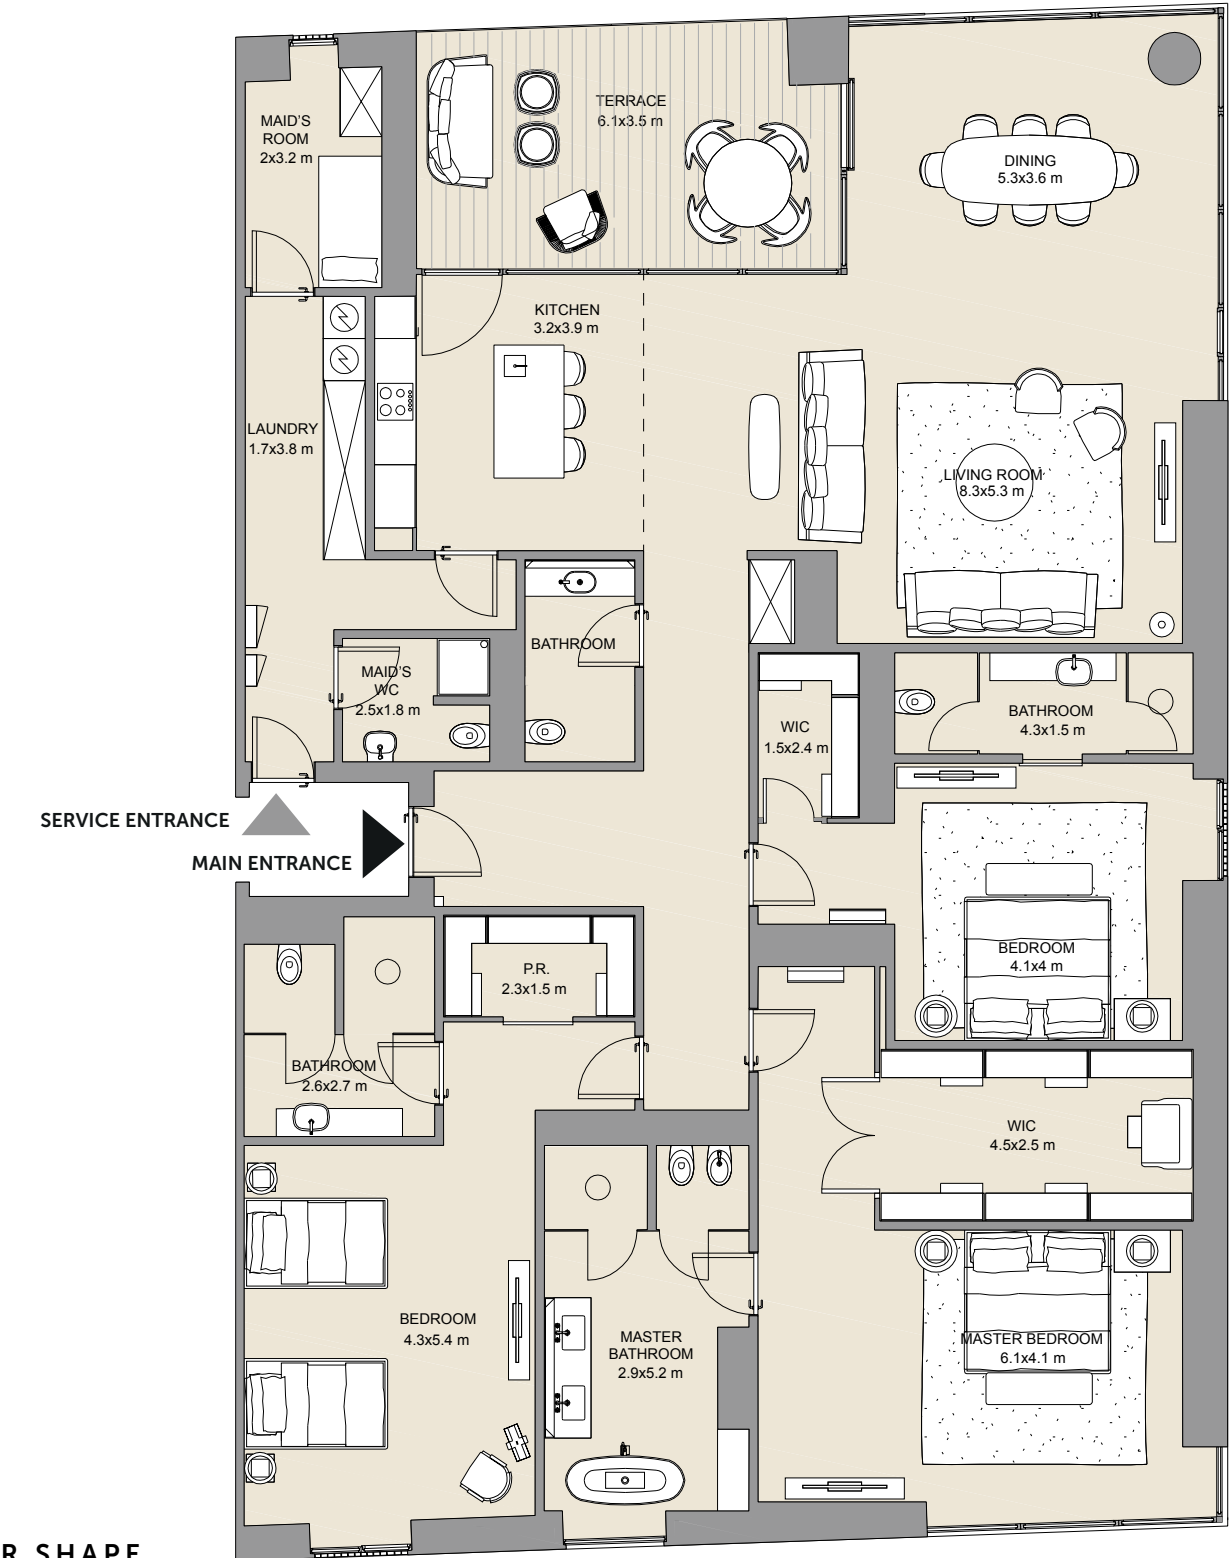 TERRACE
6.1x3.5 m
MAID'S
ROOM
2x3.2 m
DINING
5.3x3.6 m
KITCHEN
3.2x3.9 m
LAUNDRY
1.7x3.8 m
LIVING ROOM
8.3x5.3 m
BATHROOM
MAID'S
WC
2.5x1.8 m
WIC
1.5x2.4 m
BATHROOM
4.3x1.5 m
SERVICE ENTRANCE
MAIN ENTRANCE
BEDROOM
4.1x4 m
P.R.
2.3x1.5 m
BATHROOM
2.6x2.7 m
WIC
4.5x2.5 m
BEDROOM
4.3x5.4 m
MASTER
BATHROOM
2.9x5.2 m
MASTER BEDROOM
6.1x4.1 m
R SHAPE